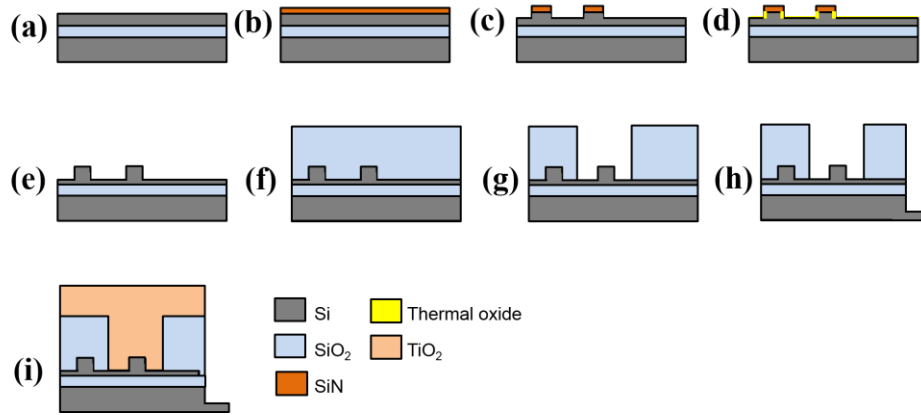 (a)
(b)
(c)
(d)
(e)
(f)
(g)
(h)
(i)
Si
Thermal oxide
SiO₂
TiO₂
SiN